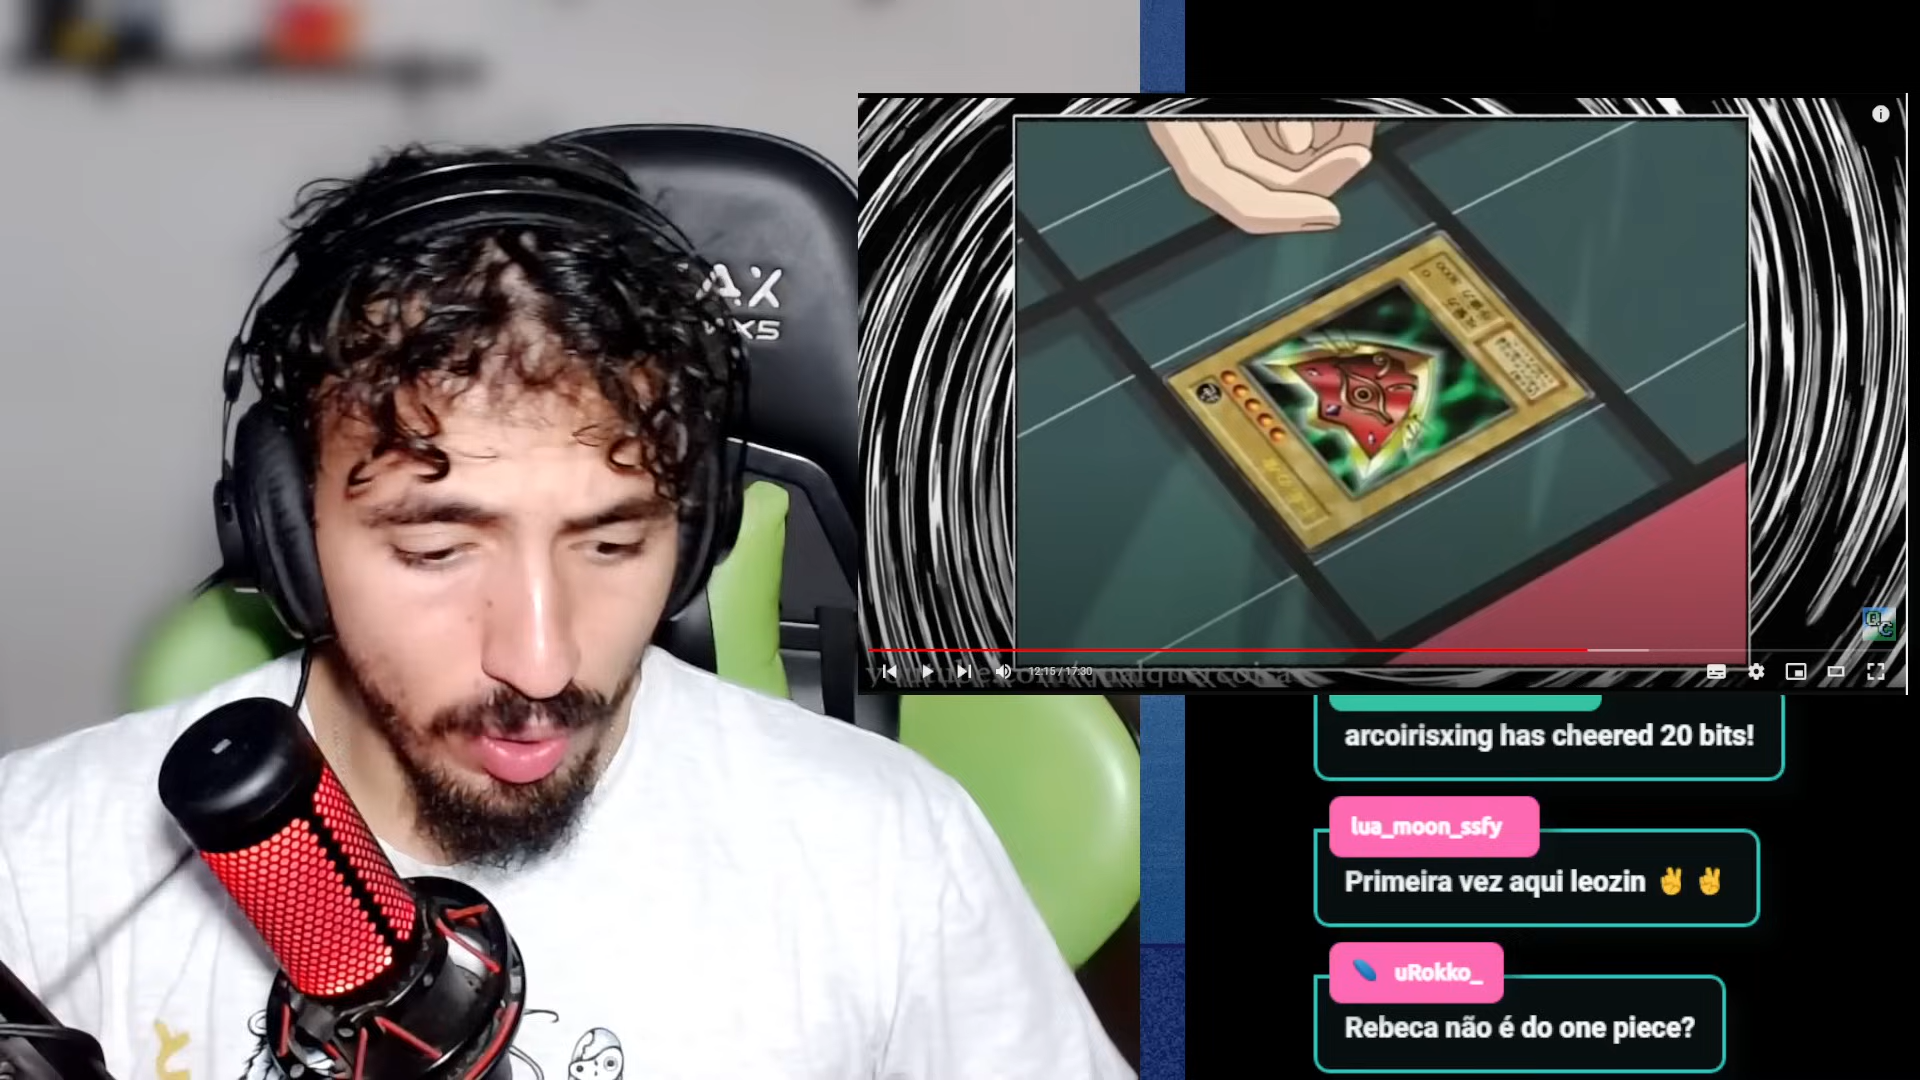 AX
12:15 / 17:30
arcoirisxing has cheered 20 bits!
lua_moon_ssfy
Primeira vez aqui leozin ✌️ ✌️
uRokko_
Rebeca não é do one piece?